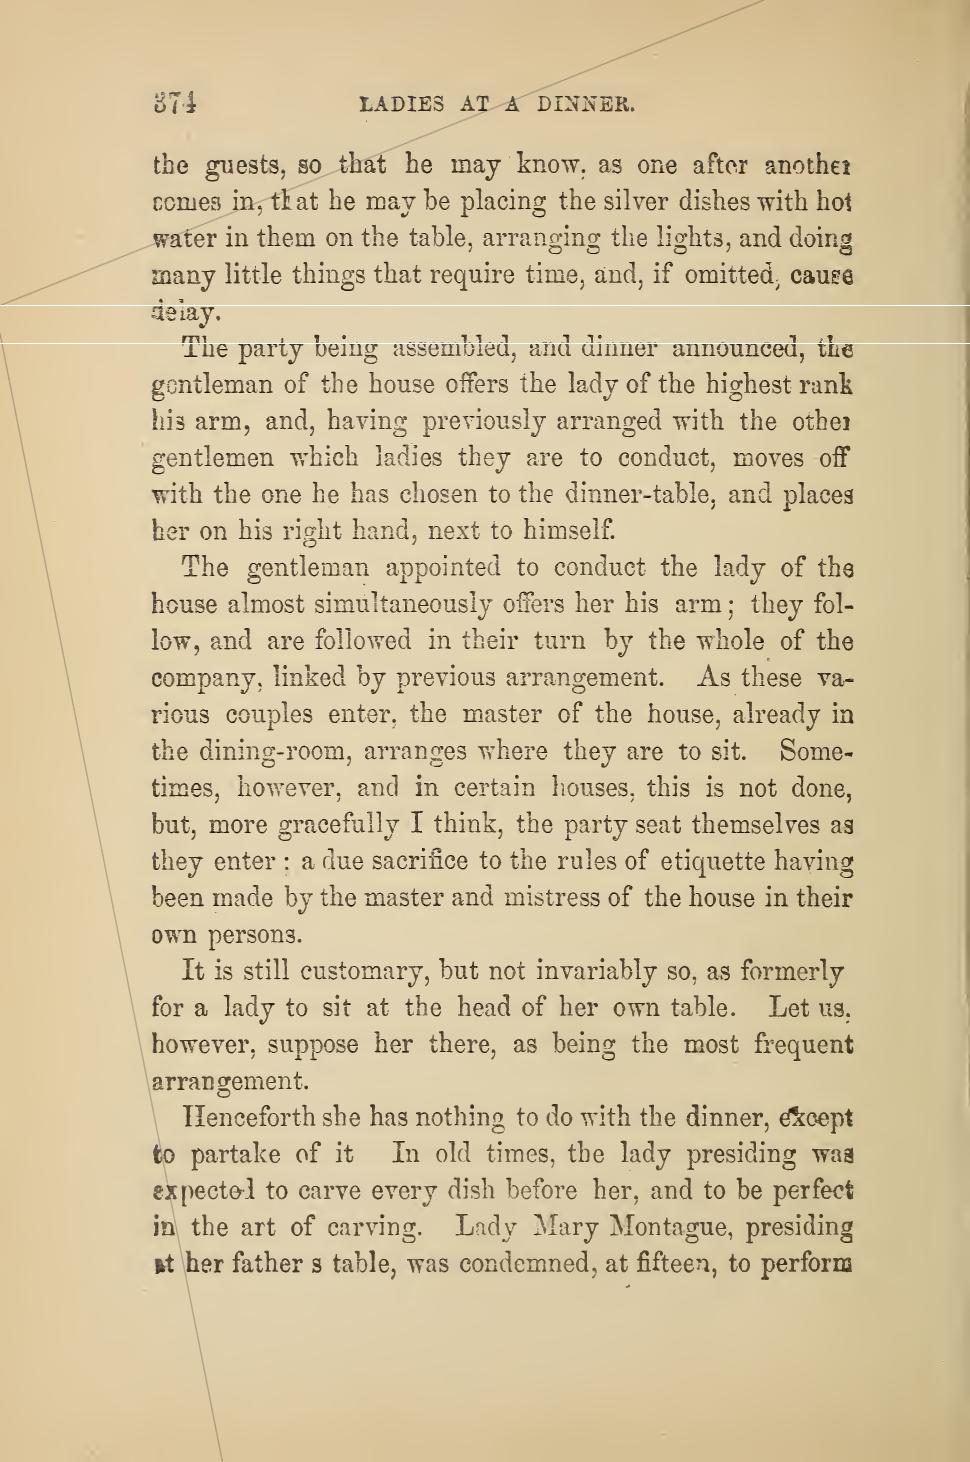 374 LADIES AT A DINNER.
the guests, so that he may know, as one after another
comes in, that he may be placing the silver dishes with hot
water in them on the table, arranging the lights, and doing
many little things that require time, and, if omitted, cause
delay.
The party being assembled, and dinner announced, the
gentleman of the house offers the lady of the highest rank
his arm, and, having previously arranged with the other
gentlemen which ladies they are to conduct, moves off
with the one he has chosen to the dinner-table, and places
her on his right hand, next to himself.
The gentleman appointed to conduct the lady of the
house almost simultaneously offers her his arm; they fol-
low, and are followed in their turn by the whole of the
company, linked by previous arrangement. As these va-
rious couples enter, the master of the house, already in
the dining-room, arranges where they are to sit. Some-
times, however, and in certain houses, this is not done,
but, more gracefully I think, the party seat themselves as
they enter: a due sacrifice to the rules of etiquette having
been made by the master and mistress of the house in their
own persons.
It is still customary, but not invariably so, as formerly
for a lady to sit at the head of her own table. Let us,
however, suppose her there, as being the most frequent
arrangement.
Henceforth she has nothing to do with the dinner, except
to partake of it In old times, the lady presiding was
expected to carve every dish before her, and to be perfect
in the art of carving. Lady Mary Montague, presiding
at her father s table, was condemned, at fifteen, to perform